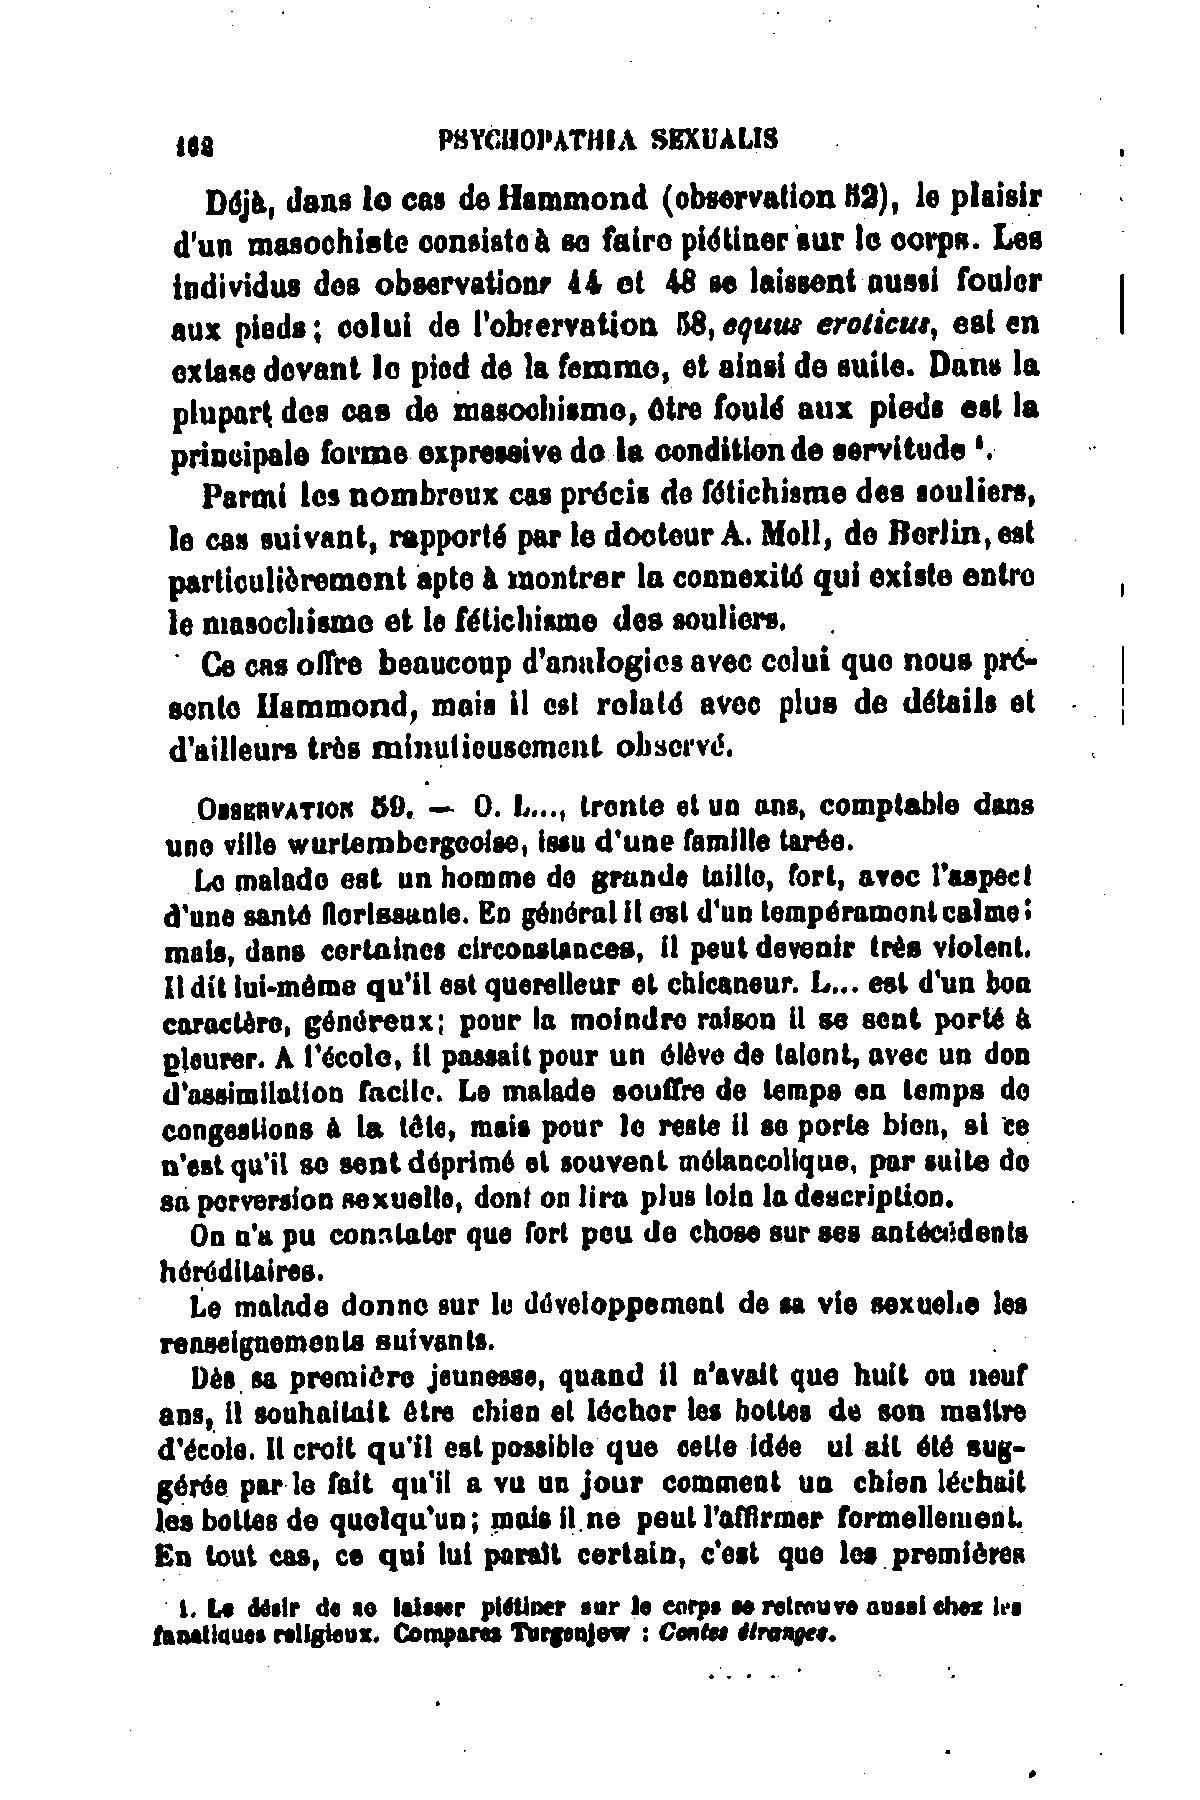 162 PSYCHOPATHIA SEXUALIS
Déjà, dans le cas de Hammond (observation 52), le plaisir
d'un masochiste consiste à se faire piétiner sur le corps. Les
individus des observations 44 et 48 se laissent aussi fouler
aux pieds; celui de l'observation 58, equus eroticus, est en
extase devant le pied de la femme, et ainsi de suite. Dans la
plupart des cas de masochisme, être foulé aux pieds est la
principale forme expressive de la condition de servitude ¹.
Parmi les nombreux cas précis de fétichisme des souliers,
le cas suivant, rapporté par le docteur A. Moll, de Berlin, est
particulièrement apte à montrer la connexité qui existe entre
le masochisme et le fétichisme des souliers.
Ce cas offre beaucoup d'analogies avec celui que nous pré-
sente Hammond, mais il est relaté avec plus de détails et
d'ailleurs très minutieusement observé.
OBSERVATION 59. — O. L..., trente et un ans, comptable dans
une ville wurtembergeoise, issu d'une famille tarée.
Le malade est un homme de grande taille, fort, avec l'aspect
d'une santé florissante. En général il est d'un tempérament calme;
mais, dans certaines circonstances, il peut devenir très violent.
Il dit lui-même qu'il est querelleur et chicaneur. L... est d'un bon
caractère, généreux; pour la moindre raison il se sent porté à
pleurer. A l'école, il passait pour un élève de talent, avec un don
d'assimilation facile. Le malade souffre de temps en temps de
congestions à la tête, mais pour le reste il se porte bien, si ce
n'est qu'il se sent déprimé et souvent mélancolique, par suite de
sa perversion sexuelle, dont on lira plus loin la description.
On n'a pu constater que fort peu de chose sur ses antécédents
héréditaires.
Le malade donne sur le développement de sa vie sexuelle les
renseignements suivants.
Dès sa première jeunesse, quand il n'avait que huit ou neuf
ans, il souhaitait être chien et lécher les bottes de son maître
d'école. Il croit qu'il est possible que cette idée ui ait été sug-
gérée par le fait qu'il a vu un jour comment un chien léchait
les bottes de quelqu'un; mais il ne peut l'affirmer formellement.
En tout cas, ce qui lui paraît certain, c'est que les premières
1. Le désir de se laisser piétiner sur le corps se retrouve aussi chez les
fanatiques religieux. Compares Turgenjew : Contes étranges.